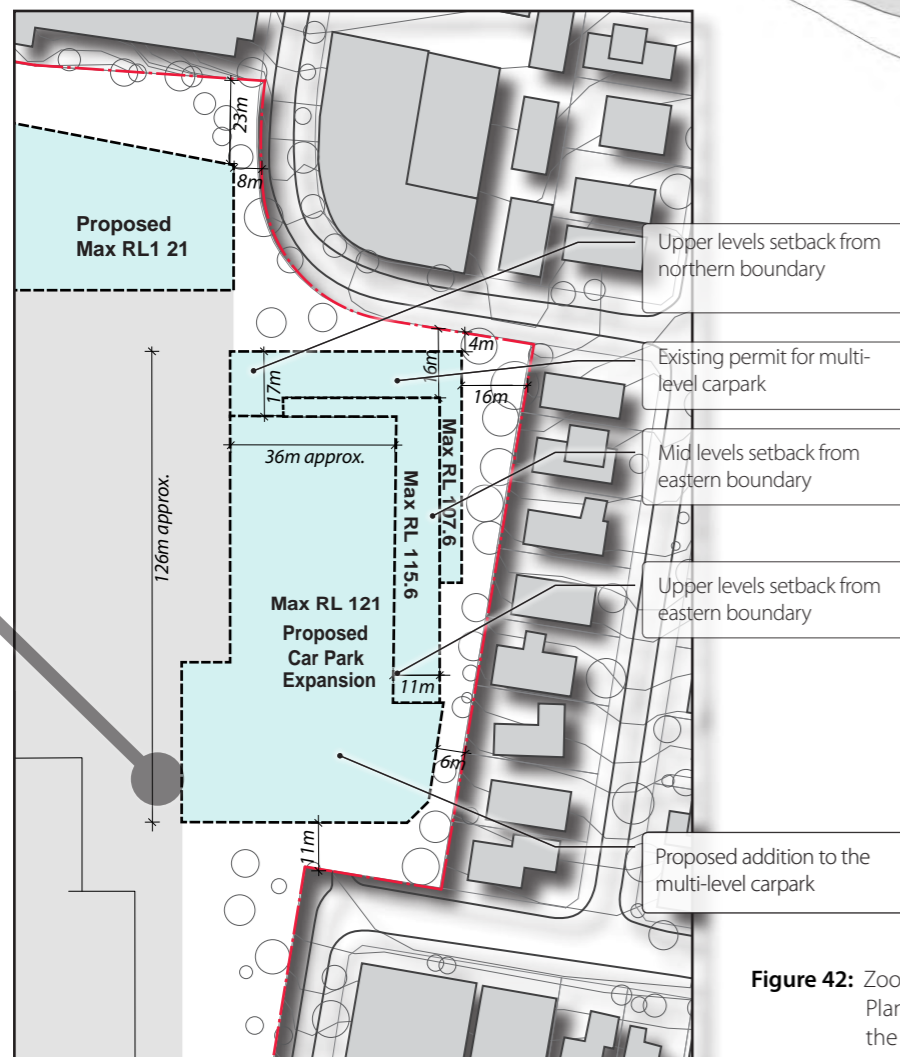 23m
8m
Proposed
Max RL1 21
Upper levels setback from
northern boundary
4m
16m
17m
16m
Existing permit for multi-
level carpark
36m approx.
Max RL 107.6
Mid levels setback from
eastern boundary
Max RL 115.6
126m approx.
Max RL 121
Proposed
Car Park
Expansion
Upper levels setback from
eastern boundary
11m
6m
11m
Proposed addition to the
multi-level carpark
Figure 42: Zoo
Plan
the